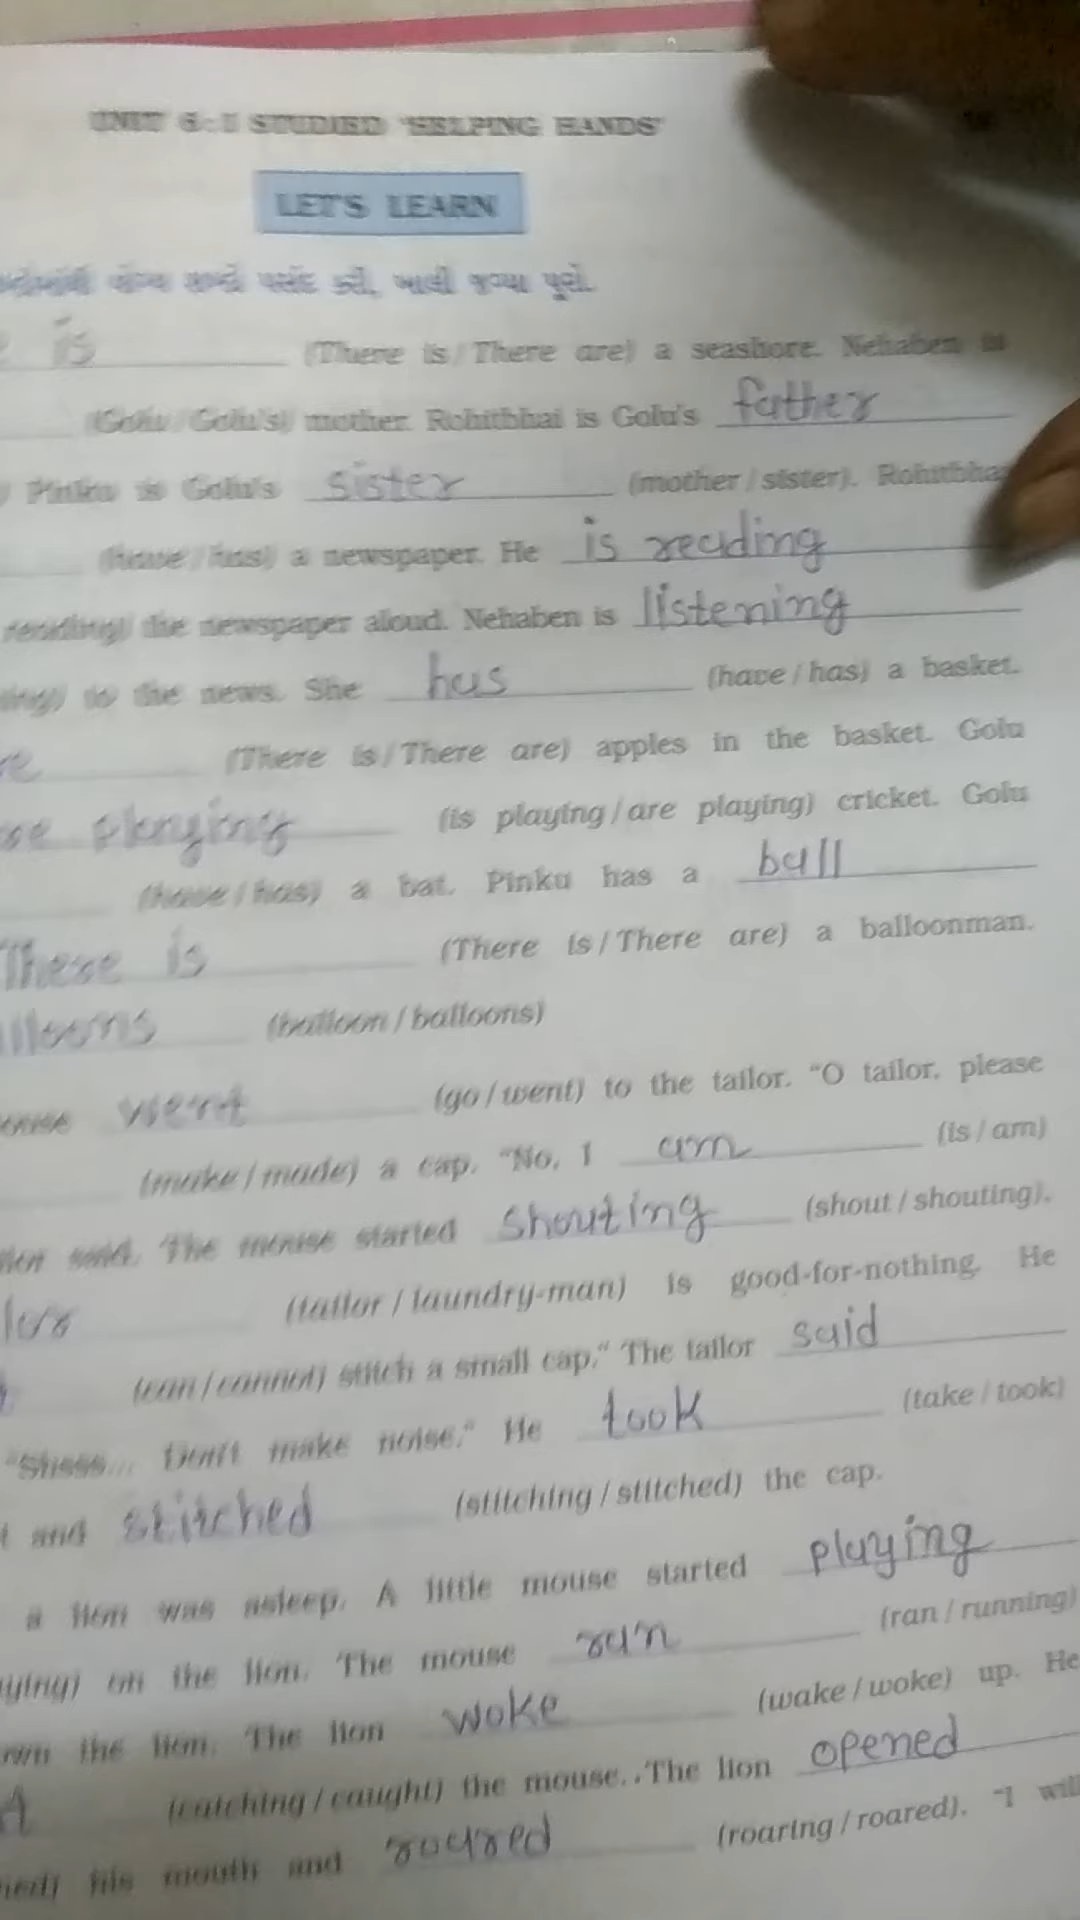 UNIT 6 : I STUDIED 'HELPING HANDS'
LET'S LEARN
યોગ્ય શબ્દો પસંદ કરી, ખાલી જગ્યા પૂરો.
is (There is / There are) a seashore. Nehaben is
(Golu / Golu's) mother. Rohitbhai is Golu's father
Pinku is Golu's sister (mother / sister).
(have / has) a newspaper. He is reading
reading) the newspaper aloud. Nehaben is listening
to the news. She has (have / has) a basket.
(There is / There are) apples in the basket. Golu
playing (is playing / are playing) cricket. Golu
(have / has) a bat. Pinku has a ball
There is (There is / There are) a balloonman.
(balloon / balloons)
went (go / went) to the tailor. "O tailor, please
(make / made) a cap. "No, I am (is / am)
said. The mouse started shouting (shout / shouting).
(tailor / laundry-man) is good-for-nothing. He
(can / cannot) stitch a small cap." The tailor said
"Shsss... Don't make noise." He took (take / took)
and stitched (stitching / stitched) the cap.
a lion was asleep. A little mouse started playing
on the lion. The mouse ran (ran / running)
the lion. The lion woke (wake / woke) up. He
(catching / caught) the mouse. The lion opened
his mouth and roared (roaring / roared). "I will